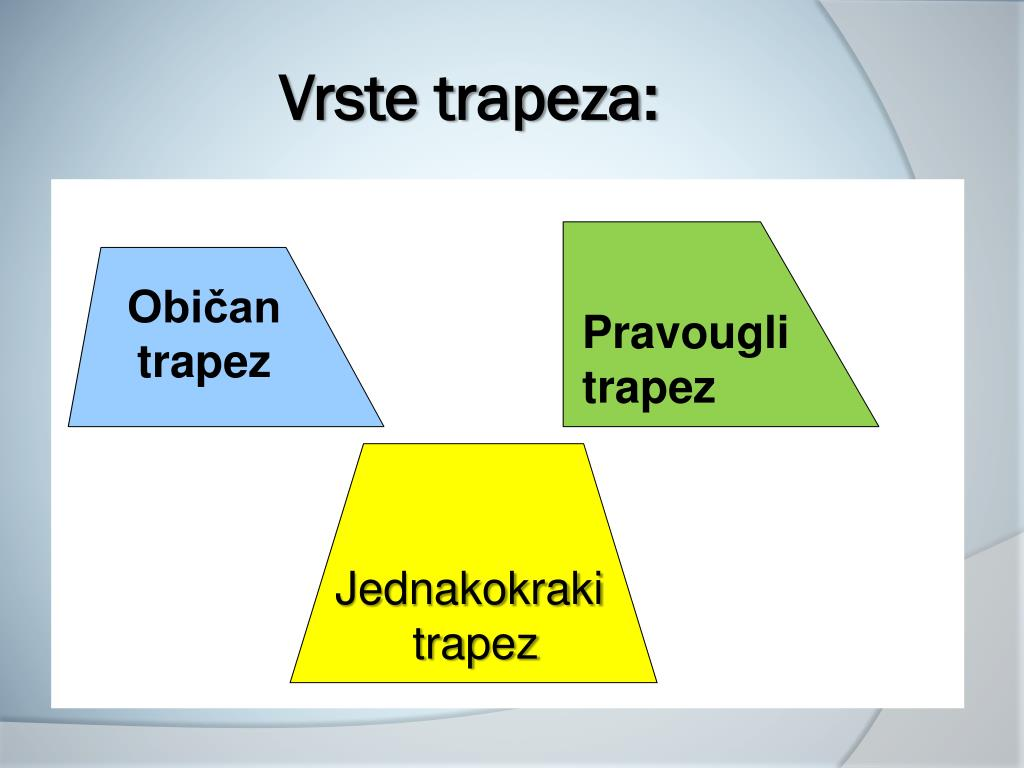 Vrste trapeza:
Običan
trapez
Pravougli
trapez
Jednakokraki
trapez